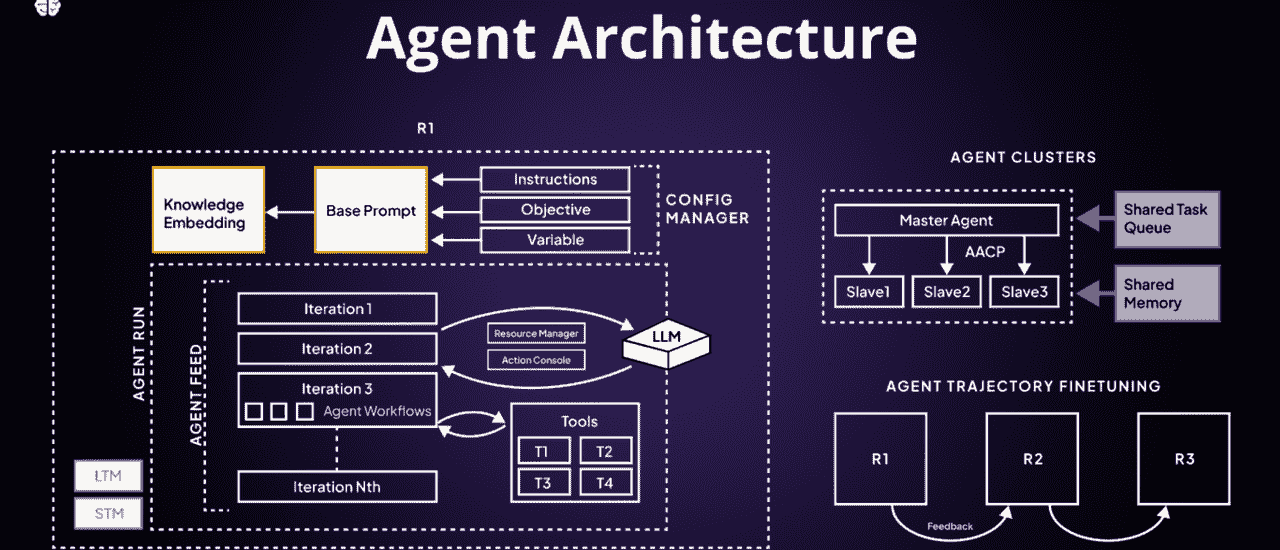 Agent Architecture
R1
Knowledge
Embedding
Base Prompt
Instructions
Objective
Variable
CONFIG
MANAGER
AGENT RUN
AGENT FEED
Iteration 1
Iteration 2
Iteration 3
Agent Workflows
Iteration Nth
Resource Manager
Action Console
LLM
Tools
T1
T2
T3
T4
LTM
STM
AGENT CLUSTERS
Master Agent
AACP
Slave1
Slave2
Slave3
Shared Task
Queue
Shared
Memory
AGENT TRAJECTORY FINETUNING
R1
R2
R3
Feedback